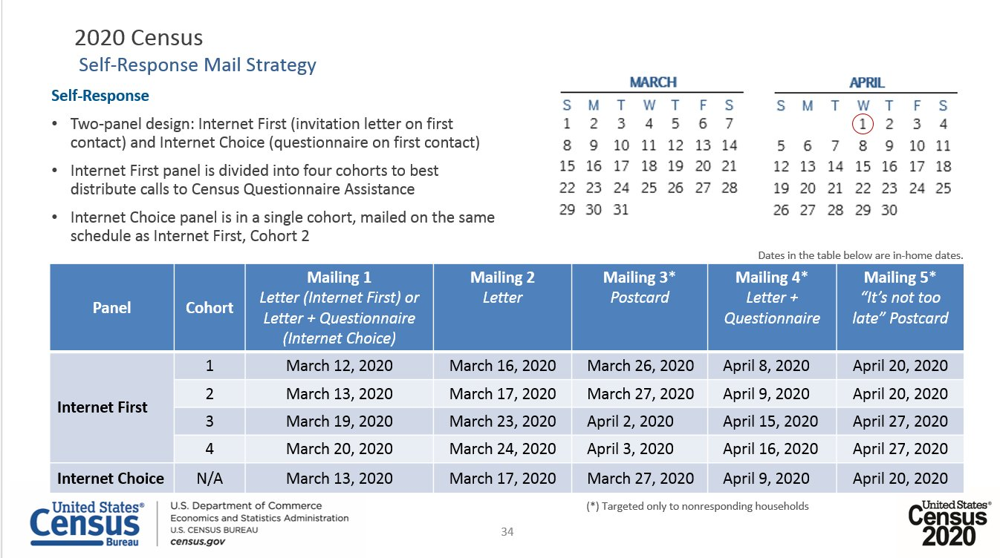 2020 Census
Self-Response Mail Strategy
Self-Response
• Two-panel design: Internet First (invitation letter on first
contact) and Internet Choice (questionnaire on first contact)
• Internet First panel is divided into four cohorts to best
distribute calls to Census Questionnaire Assistance
• Internet Choice panel is in a single cohort, mailed on the same
schedule as Internet First, Cohort 2
MARCH
S M T W T F S
1 2 3 4 5 6 7
8 9 10 11 12 13 14
15 16 17 18 19 20 21
22 23 24 25 26 27 28
29 30 31
APRIL
S M T W T F S
1 2 3 4
5 6 7 8 9 10 11
12 13 14 15 16 17 18
19 20 21 22 23 24 25
26 27 28 29 30
Dates in the table below are in-home dates.
Panel
Cohort
Mailing 1
Letter (Internet First) or
Letter + Questionnaire
(Internet Choice)
Mailing 2
Letter
Mailing 3*
Postcard
Mailing 4*
Letter +
Questionnaire
Mailing 5*
“It’s not too
late” Postcard
Internet First
1 March 12, 2020 March 16, 2020 March 26, 2020 April 8, 2020 April 20, 2020
2 March 13, 2020 March 17, 2020 March 27, 2020 April 9, 2020 April 20, 2020
3 March 19, 2020 March 23, 2020 April 2, 2020 April 15, 2020 April 27, 2020
4 March 20, 2020 March 24, 2020 April 3, 2020 April 16, 2020 April 27, 2020
Internet Choice N/A March 13, 2020 March 17, 2020 March 27, 2020 April 9, 2020 April 20, 2020
(*) Targeted only to nonresponding households
United States®
Census
Bureau
U.S. Department of Commerce
Economics and Statistics Administration
U.S. CENSUS BUREAU
census.gov
34
United States®
Census
2020